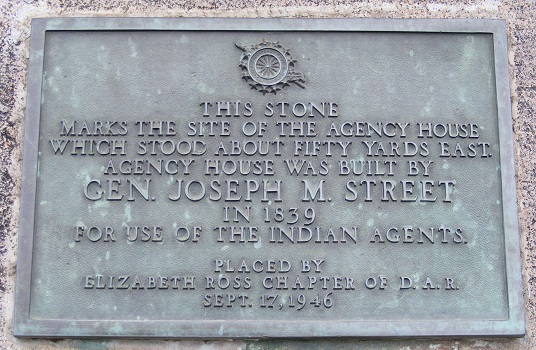 THIS STONE
MARKS THE SITE OF THE AGENCY HOUSE
WHICH STOOD ABOUT FIFTY YARDS EAST.
AGENCY HOUSE WAS BUILT BY
GEN. JOSEPH M. STREET
IN 1839
FOR USE OF THE INDIAN AGENTS.
PLACED BY
ELIZABETH ROSS CHAPTER OF D.A.R.
SEPT. 17, 1946